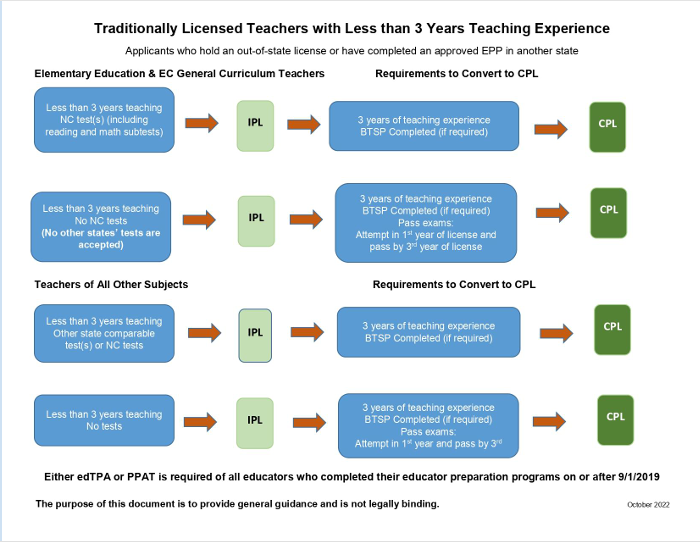 Traditionally Licensed Teachers with Less than 3 Years Teaching Experience
Applicants who hold an out-of-state license or have completed an approved EPP in another state
Elementary Education & EC General Curriculum Teachers
Requirements to Convert to CPL
Less than 3 years teaching
NC test(s) (including
reading and math subtests)
IPL
3 years of teaching experience
BTSP Completed (if required)
CPL
Less than 3 years teaching
No NC tests
(No other states' tests are
accepted)
IPL
3 years of teaching experience
BTSP Completed (if required)
Pass exams:
Attempt in 1st year of license and
pass by 3rd year of license
CPL
Teachers of All Other Subjects
Requirements to Convert to CPL
Less than 3 years teaching
Other state comparable
test(s) or NC tests
IPL
3 years of teaching experience
BTSP Completed (if required)
CPL
Less than 3 years teaching
No tests
IPL
3 years of teaching experience
BTSP Completed (if required)
Pass exams:
Attempt in 1st year and pass by 3rd
CPL
Either edTPA or PPAT is required of all educators who completed their educator preparation programs on or after 9/1/2019
The purpose of this document is to provide general guidance and is not legally binding.
October 2022